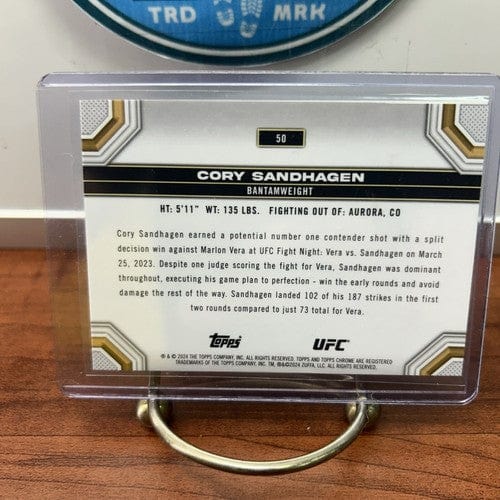 TRD MRK
50
CORY SANDHAGEN
BANTAMWEIGHT
HT: 5'11" WT: 135 LBS. FIGHTING OUT OF: AURORA, CO
Cory Sandhagen earned a potential number one contender shot with a split
decision win against Marlon Vera at UFC Fight Night: Vera vs. Sandhagen on March
25, 2023. Despite one judge scoring the fight for Vera, Sandhagen was dominant
throughout, executing his game plan to perfection - win the early rounds and avoid
damage the rest of the way. Sandhagen landed 102 of his 187 strikes in the first
two rounds compared to just 73 total for Vera.
Topps UFC
® & © 2024 THE TOPPS COMPANY, INC. ALL RIGHTS RESERVED. TOPPS AND TOPPS CHROME ARE REGISTERED
TRADEMARKS OF THE TOPPS COMPANY, INC. TM, ®&©2024 ZUFFA, LLC. ALL RIGHTS RESERVED.